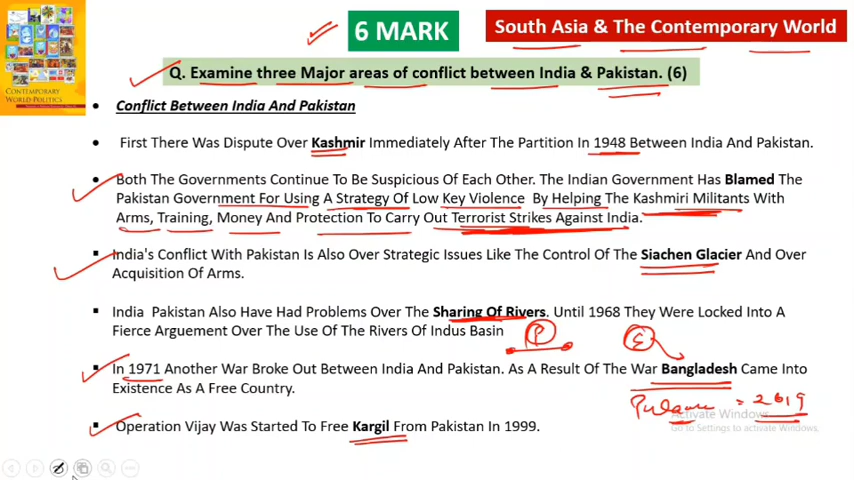 6 MARK
South Asia & The Contemporary World
CONTEMPORARY
WORLD POLITICS
Q. Examine three Major areas of conflict between India & Pakistan. (6)
• Conflict Between India And Pakistan
• First There Was Dispute Over Kashmir Immediately After The Partition In 1948 Between India And Pakistan.
• Both The Governments Continue To Be Suspicious Of Each Other. The Indian Government Has Blamed The
Pakistan Government For Using A Strategy Of Low Key Violence By Helping The Kashmiri Militants With
Arms, Training, Money And Protection To Carry Out Terrorist Strikes Against India.
▪ India's Conflict With Pakistan Is Also Over Strategic Issues Like The Control Of The Siachen Glacier And Over
Acquisition Of Arms.
▪ India Pakistan Also Have Had Problems Over The Sharing Of Rivers. Until 1968 They Were Locked Into A
Fierce Arguement Over The Use Of The Rivers Of Indus Basin
P
▪ In 1971 Another War Broke Out Between India And Pakistan. As A Result Of The War Bangladesh Came Into
Existence As A Free Country.
= 2019
Activate Windows
Go to Settings to activate Windows.
▪ Operation Vijay Was Started To Free Kargil From Pakistan In 1999.